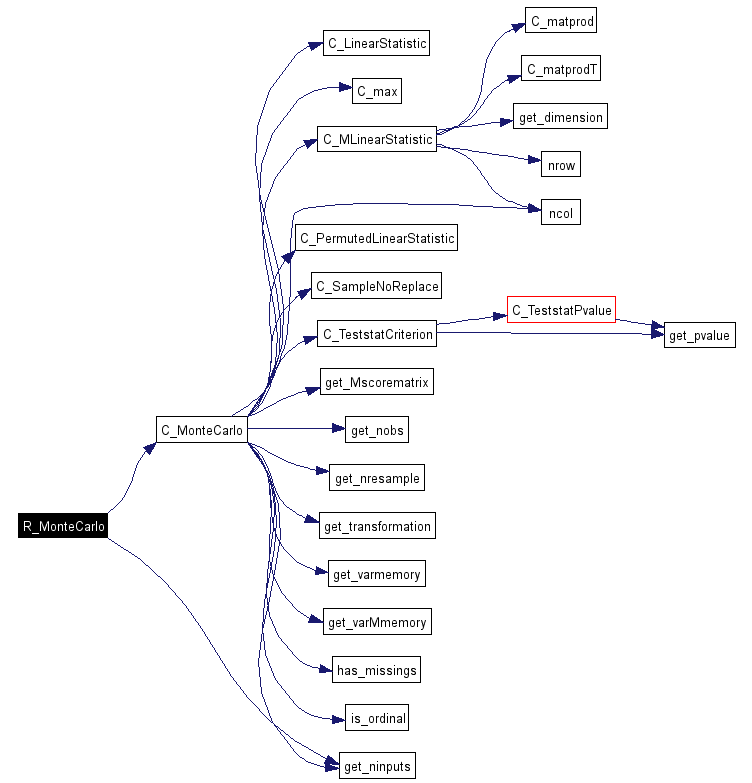 C_matprod
C_LinearStatistic
C_matprodT
C_max
get_dimension
C_MLinearStatistic
nrow
ncol
C_PermutedLinearStatistic
C_SampleNoReplace
C_TeststatPvalue
C_TeststatCriterion
get_pvalue
get_Mscorematrix
C_MonteCarlo
get_nobs
get_nresample
R_MonteCarlo
get_transformation
get_varmemory
get_varMmemory
has_missings
is_ordinal
get_ninputs